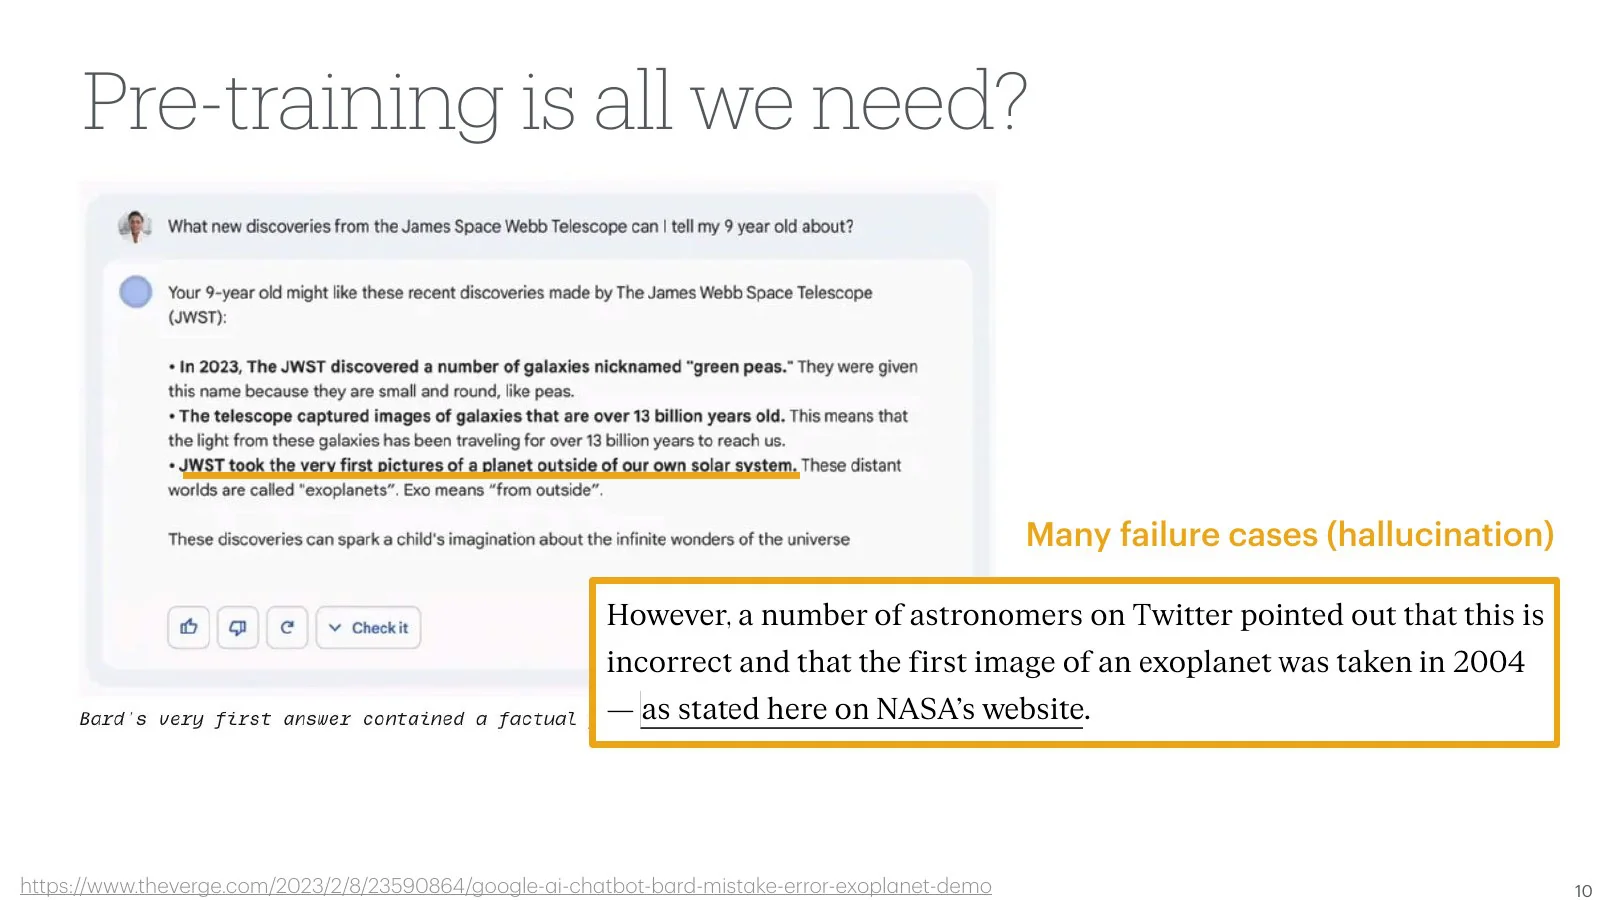 Pre-training is all we need?
What new discoveries from the James Space Webb Telescope can I tell my 9 year old about?
Your 9-year old might like these recent discoveries made by The James Webb Space Telescope
(JWST):
• In 2023, The JWST discovered a number of galaxies nicknamed "green peas." They were given
this name because they are small and round, like peas.
• The telescope captured images of galaxies that are over 13 billion years old. This means that
the light from these galaxies has been traveling for over 13 billion years to reach us.
• JWST took the very first pictures of a planet outside of our own solar system. These distant
worlds are called "exoplanets". Exo means "from outside".
These discoveries can spark a child's imagination about the infinite wonders of the universe
Check it
Bard's very first answer contained a factual
Many failure cases (hallucination)
However, a number of astronomers on Twitter pointed out that this is
incorrect and that the first image of an exoplanet was taken in 2004
— as stated here on NASA's website.
https://www.theverge.com/2023/2/8/23590864/google-ai-chatbot-bard-mistake-error-exoplanet-demo
10